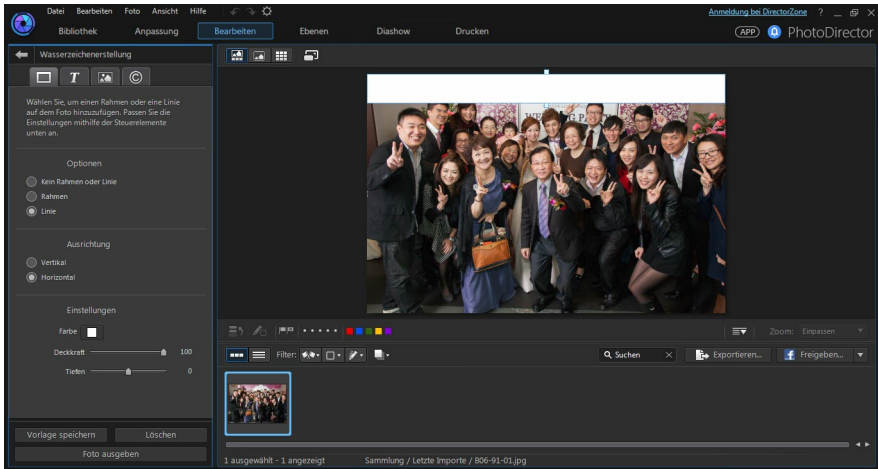 Datei Bearbeiten Foto Ansicht Hilfe
Anmeldung bei DirectorZone ?
Bibliothek Anpassung Bearbeiten Ebenen Diashow Drucken
APP PhotoDirector
Wasserzeichenerstellung
T ©
Wählen Sie, um einen Rahmen oder eine Linie
auf dem Foto hinzuzufügen. Passen Sie die
Einstellungen mithilfe der Steuerelemente
unten an.
Optionen
Kein Rahmen oder Linie
Rahmen
Linie
Ausrichtung
Vertikal
Horizontal
Einstellungen
Farbe
Deckkraft 100
Tiefen 0
Vorlage speichern Löschen
Foto ausgeben
Zoom: Einpassen
Filter: Suchen Exportieren... Freigeben...
1 ausgewählt - 1 angezeigt Sammlung / Letzte Importe / B06-91-01.jpg